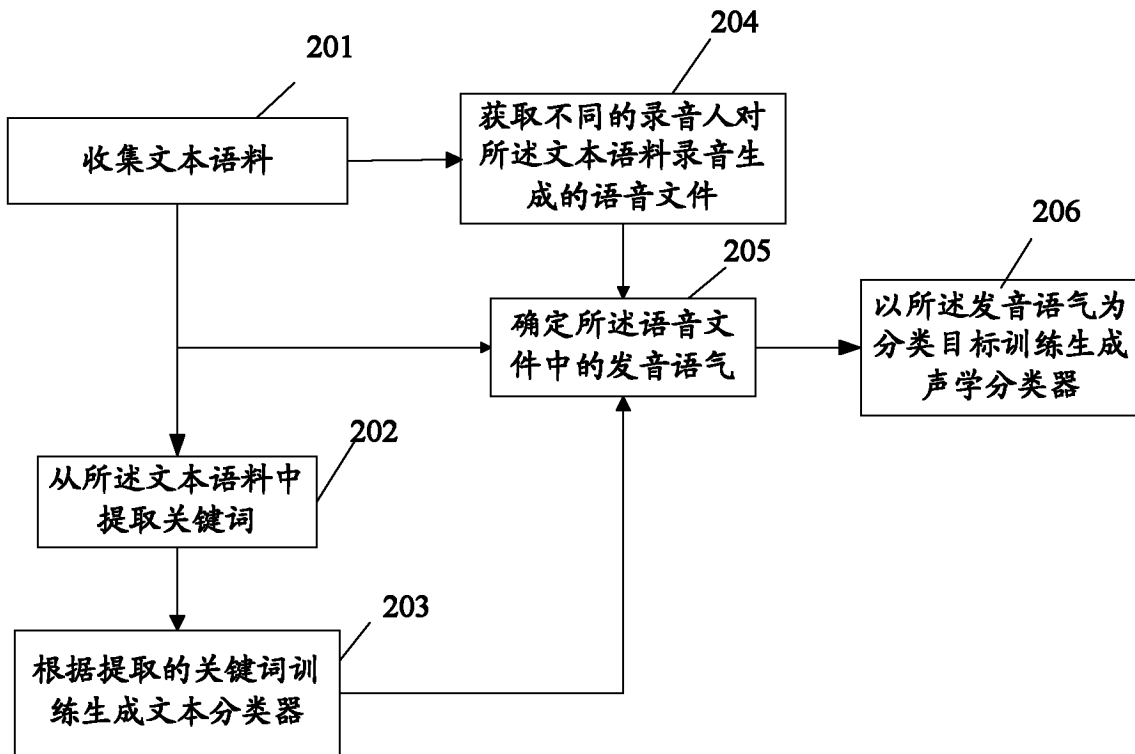 201
收集文本语料
204
获取不同的录音人对
所述文本语料录音生
成的语音文件
205
确定所述语音文
件中的发音语气
206
以所述发音语气为
分类目标训练生成
声学分类器
202
从所述文本语料中
提取关键词
203
根据提取的关键词训
练生成文本分类器